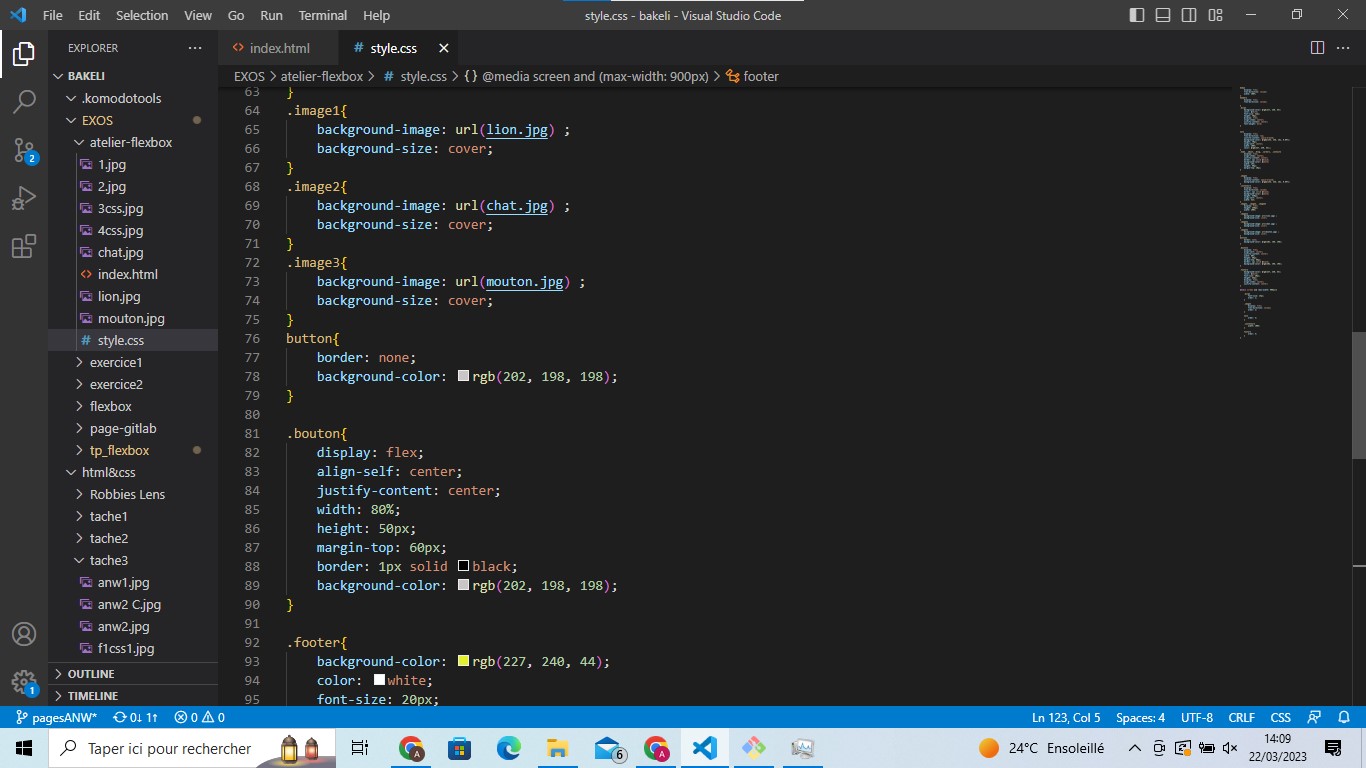 File Edit Selection View Go Run Terminal Help
style.css - bakeli - Visual Studio Code
EXPLORER
BAKELI
.komodotools
EXOS
atelier-flexbox
1.jpg
2.jpg
3css.jpg
4css.jpg
chat.jpg
index.html
lion.jpg
mouton.jpg
style.css
exercice1
exercice2
flexbox
page-gitlab
tp_flexbox
html&css
Robbies Lens
tache1
tache2
tache3
anw1.jpg
anw2 C.jpg
anw2.jpg
f1css1.jpg
OUTLINE
TIMELINE
2
1
index.html
style.css
EXOS > atelier-flexbox > # style.css > {} @media screen and (max-width: 900px) > footer
63 }
64 .image1{
65 background-image: url(lion.jpg) ;
66 background-size: cover;
67 }
68 .image2{
69 background-image: url(chat.jpg) ;
70 background-size: cover;
71 }
72 .image3{
73 background-image: url(mouton.jpg) ;
74 background-size: cover;
75 }
76 button{
77 border: none;
78 background-color: rgb(202, 198, 198);
79 }
80
81 .bouton{
82 display: flex;
83 align-self: center;
84 justify-content: center;
85 width: 80%;
86 height: 50px;
87 margin-top: 60px;
88 border: 1px solid black;
89 background-color: rgb(202, 198, 198);
90 }
91
92 .footer{
93 background-color: rgb(227, 240, 44);
94 color: white;
95 font-size: 20px;
pagesANW* 0↓ 1↑ 0 0
Ln 123, Col 5 Spaces: 4 UTF-8 CRLF CSS
Taper ici pour rechercher
A
6
A
24°C Ensoleillé
14:09
22/03/2023